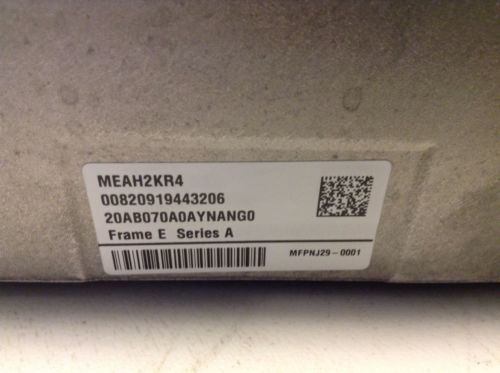 MEAH2KR4
00820919443206
20AB070A0AYNANG0
Frame E Series A
MFPNJ29-0001